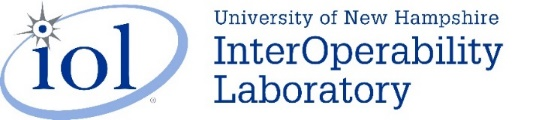 iol
®
University of New Hampshire
InterOperability
Laboratory